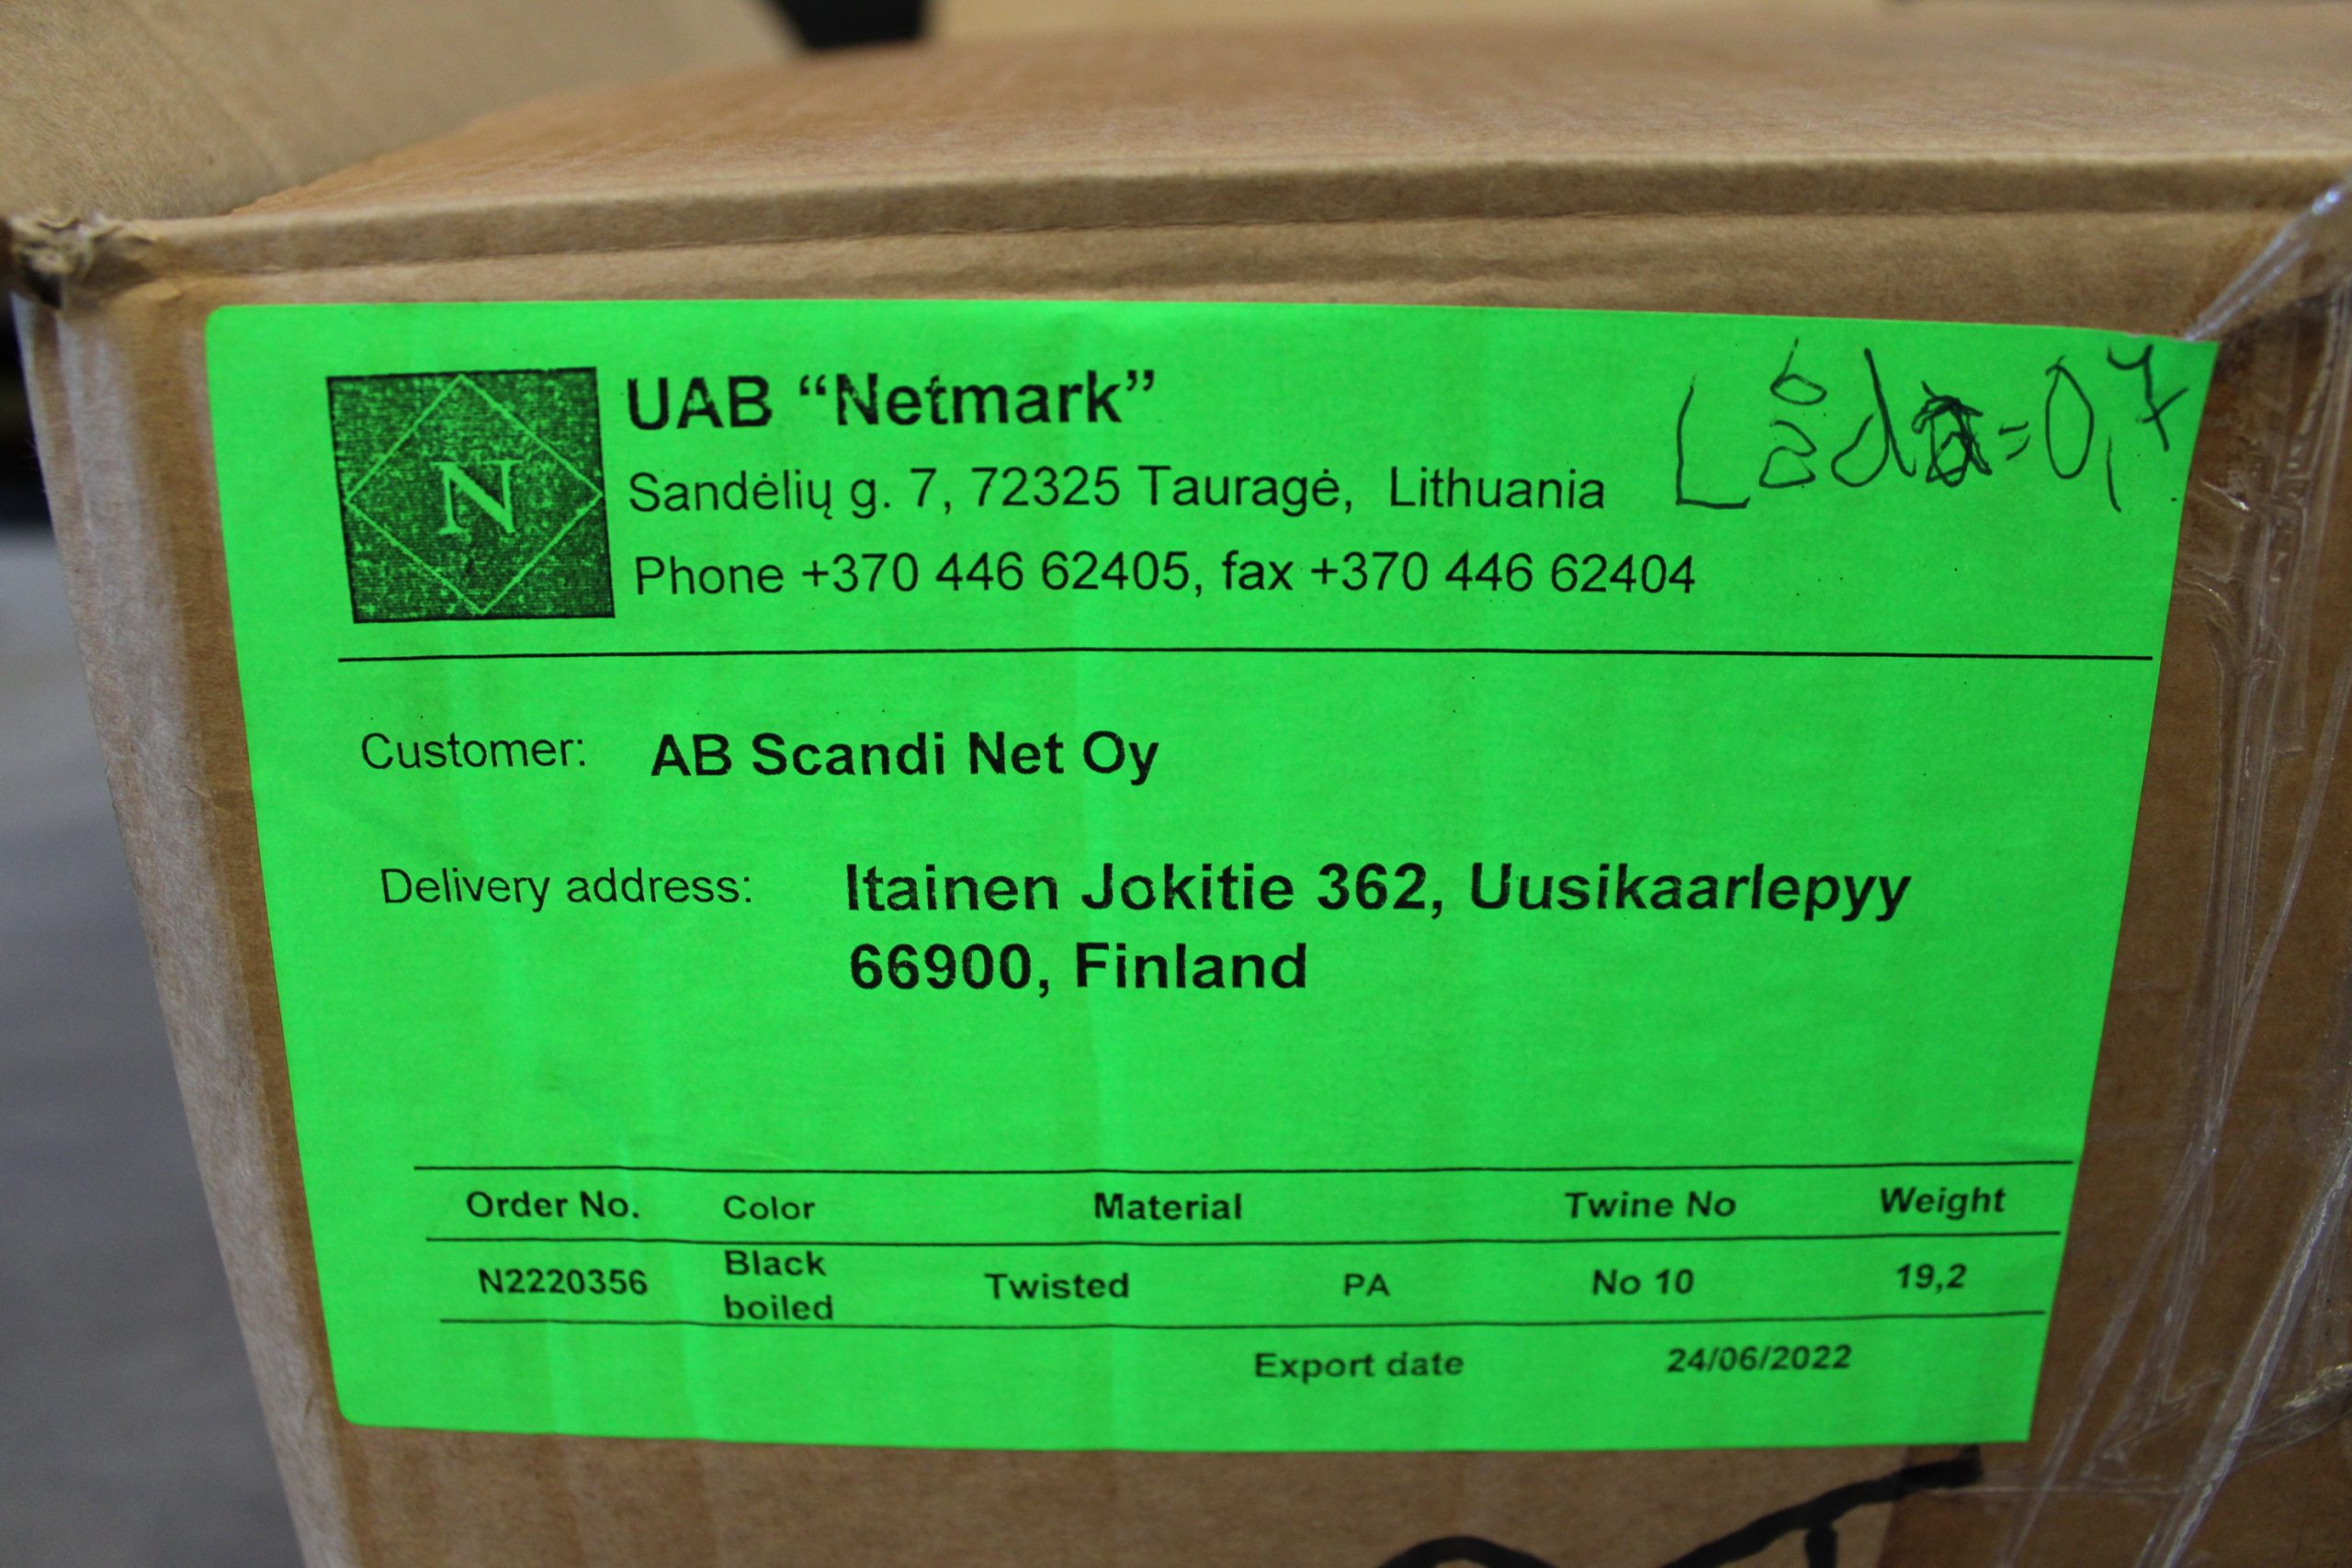 N
UAB “Netmark”
Sandėlių g. 7, 72325 Tauragė, Lithuania
Phone +370 446 62405, fax +370 446 62404
Låda=0,7
Customer: AB Scandi Net Oy
Delivery address: Itainen Jokitie 362, Uusikaarlepyy
66900, Finland
Order No. Color Material Twine No Weight
N2220356 Black boiled Twisted PA No 10 19,2
Export date 24/06/2022